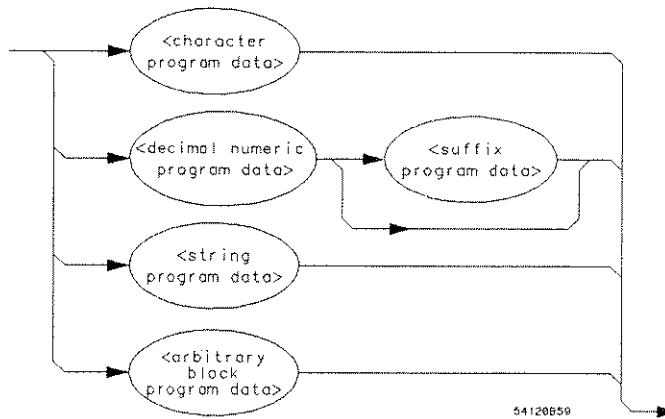 <character
program data>
<decimal numeric
program data>
<suffix
program data>
<string
program data>
<arbitrary
block
program data>
54120B59